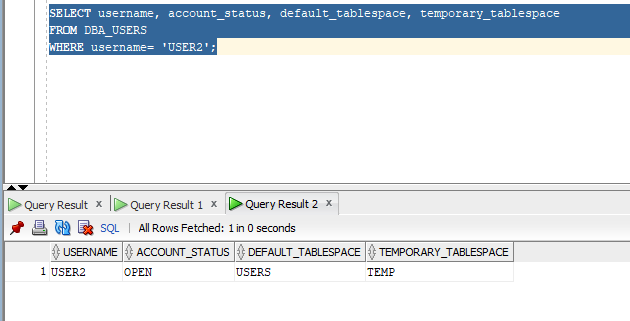 SELECT username, account_status, default_tablespace, temporary_tablespace
FROM DBA_USERS
WHERE username= 'USER2';
Query Result x Query Result 1 x Query Result 2 x
SQL | All Rows Fetched: 1 in 0 seconds
USERNAME ACCOUNT_STATUS DEFAULT_TABLESPACE TEMPORARY_TABLESPACE
1 USER2 OPEN USERS TEMP